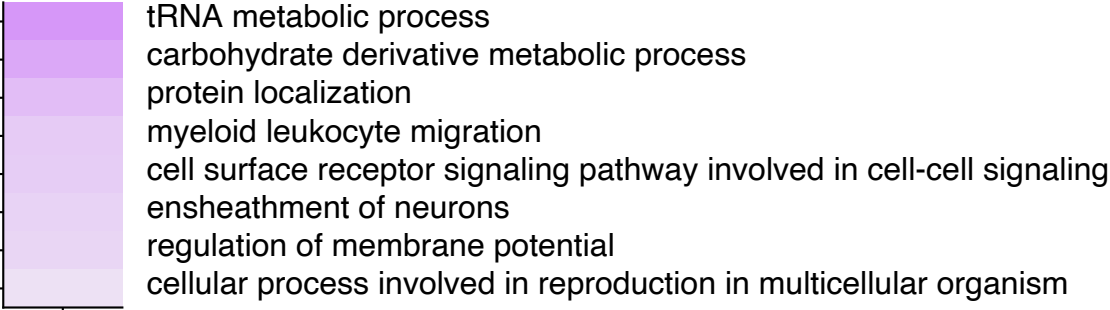 tRNA metabolic process
carbohydrate derivative metabolic process
protein localization
myeloid leukocyte migration
cell surface receptor signaling pathway involved in cell-cell signaling
ensheathment of neurons
regulation of membrane potential
cellular process involved in reproduction in multicellular organism